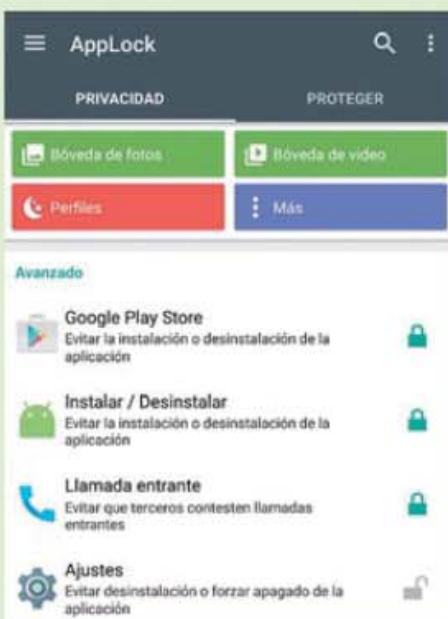 AppLock
PRIVACIDAD PROTEGER
Bóveda de fotos Bóveda de video
Perfiles Más
Avanzado
Google Play Store
Evitar la instalación o desinstalación de la
aplicación
Instalar / Desinstalar
Evitar la instalación o desinstalación de la
aplicación
Llamada entrante
Evitar que terceros contesten llamadas
entrantes
Ajustes
Evitar desinstalación o forzar apagado de la
aplicación